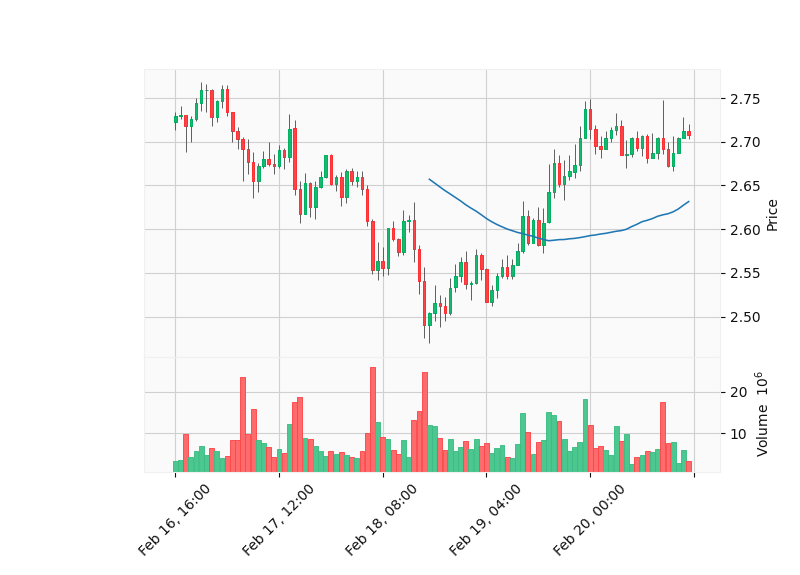 2.75
2.70
2.65
2.60
2.55
2.50
Price
20
10
Volume 10^6
Feb 16, 16:00
Feb 17, 12:00
Feb 18, 08:00
Feb 19, 04:00
Feb 20, 00:00